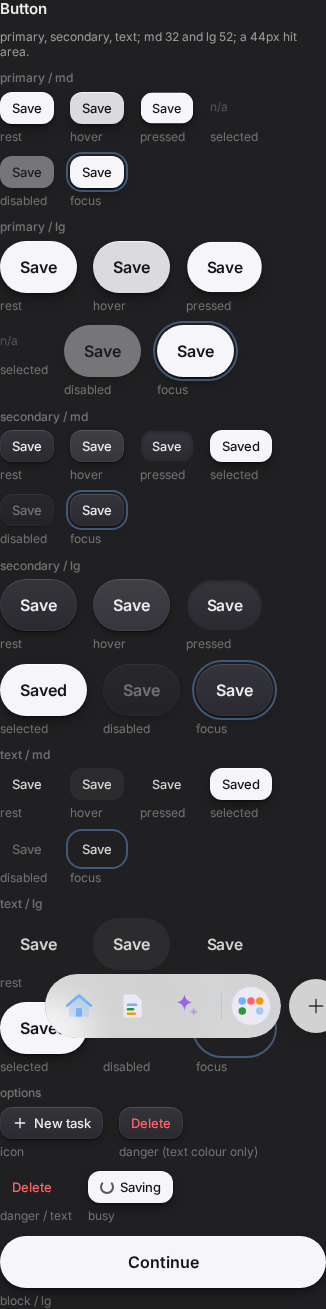 Button
primary, secondary, text; md 32 and lg 52; a 44px hit
area.
primary / md
Save Save Save n/a
rest hover pressed selected
Save Save
disabled focus
primary / lg
Save Save Save
rest hover pressed
n/a Save Save
selected
disabled focus
secondary / md
Save Save Save Saved
rest hover pressed selected
Save Save
disabled focus
secondary / lg
Save Save Save
rest hover pressed
Saved Save Save
selected disabled focus
text / md
Save Save Save Saved
rest hover pressed selected
Save Save
disabled focus
text / lg
Save Save Save
rest
selected disabled focus
options
New task Delete
icon danger (text colour only)
Delete Saving
danger / text busy
Continue
block / lg